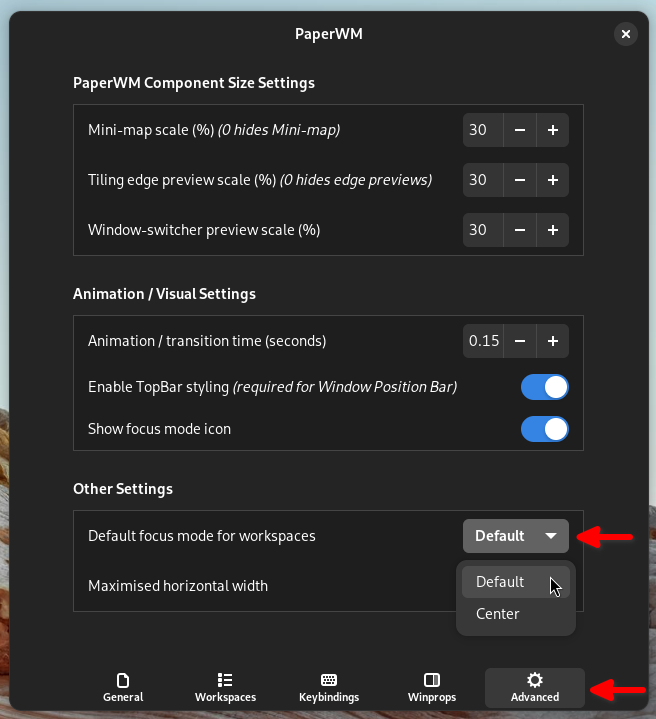 PaperWM
PaperWM Component Size Settings
Mini-map scale (%) (0 hides Mini-map)
30
Tiling edge preview scale (%) (0 hides edge previews)
30
Window-switcher preview scale (%)
30
Animation / Visual Settings
Animation / transition time (seconds)
0.15
Enable TopBar styling (required for Window Position Bar)
Show focus mode icon
Other Settings
Default focus mode for workspaces
Default
Default
Maximised horizontal width
Center
General
Workspaces
Keybindings
Winprops
Advanced